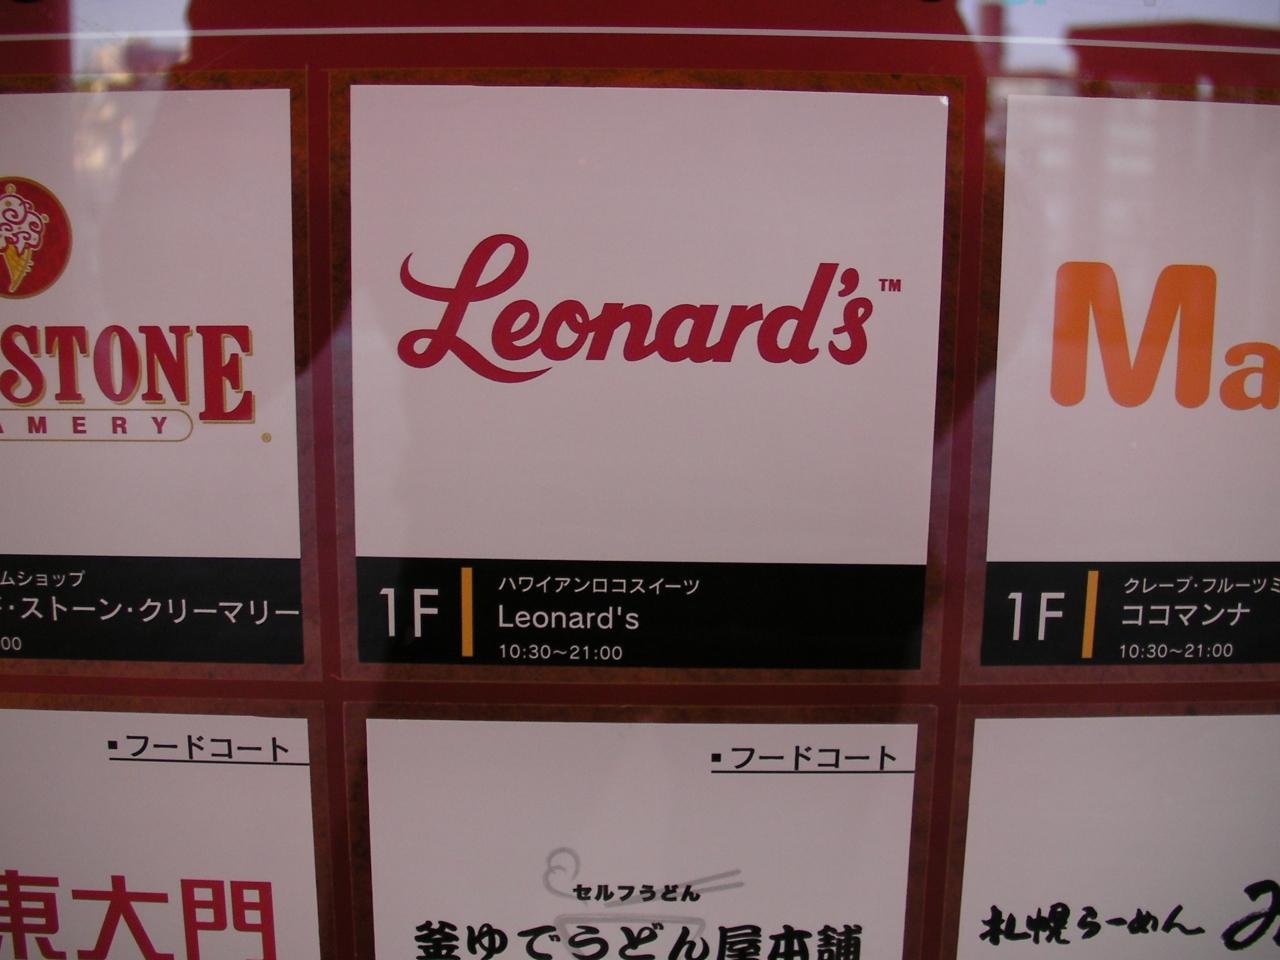 STONE
AMERY
ムショップ
・ストーン・クリーマリー
00
Leonard's™
1F
ハワイアンロコスイーツ
Leonard's
10:30〜21:00
Ma
1F
クレープ・フルーツミ
ココマンナ
10:30〜21:00
▪フードコート
東大門
▪フードコート
セルフうどん
釜ゆでうどん屋本舗
札幌らーめん み